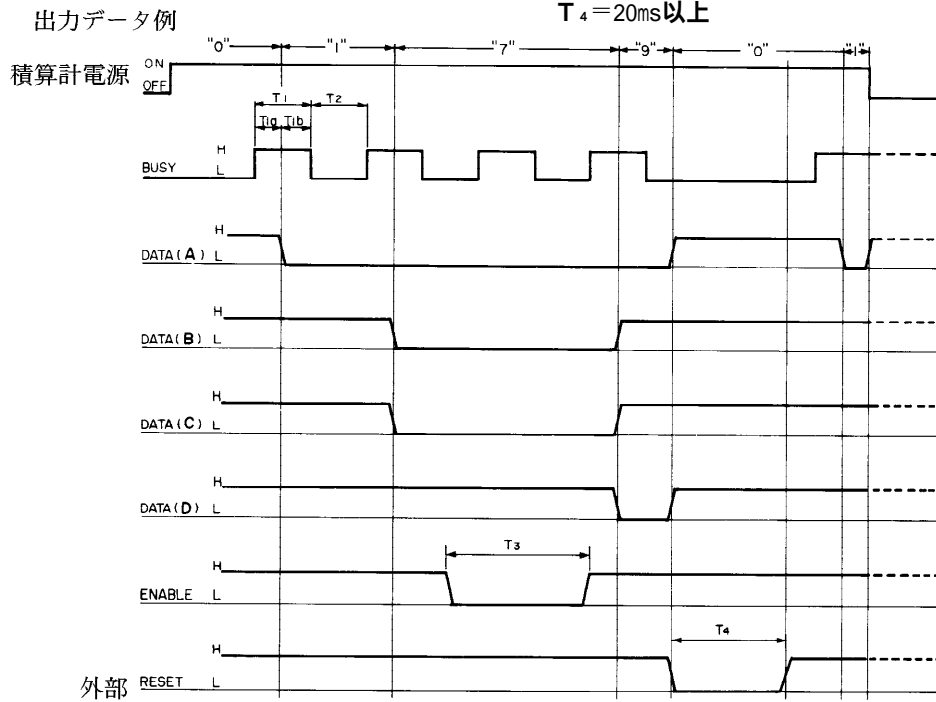 出力データ例
T₄＝20ms以上
"0" "1" "7" "9" "0" "1"
積算計電源 ON
OFF
T1 T2
T1a T1b
H
BUSY L
H
DATA(A) L
H
DATA(B) L
H
DATA(C) L
H
DATA(D) L
T3
H
ENABLE L
T4
H
外部 RESET L